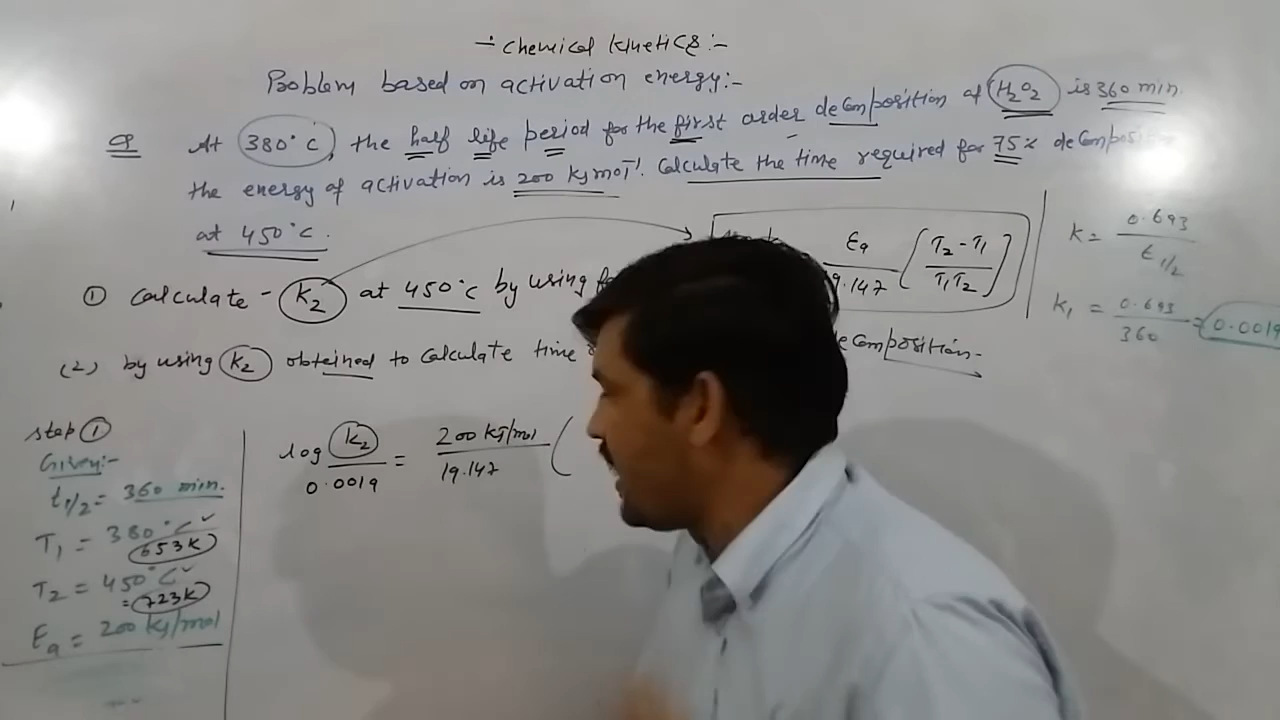 - Chemical Kinetics:-
Problem based on activation energy:-
Q At 380°C, the half life period for the first order decomposition of H2O2 is 360 min.
the energy of activation is 200 kJ mol-1. Calculate the time required for 75%
at 450°C.
Ea / 19.147 (T2-T1 / T1T2)
K = 0.693 / t1/2
K1 = 0.693 / 360 = 0.0019
① Calculate - K2 at 450°C by using
(2) by using K2 obtained to calculate time
step ①
Given:-
t1/2 = 360 min.
T1 = 380°C
653K
T2 = 450°C
= 723K
Ea = 200 kJ/mol
log K2 / 0.0019 = 200 kJ/mol / 19.147 (